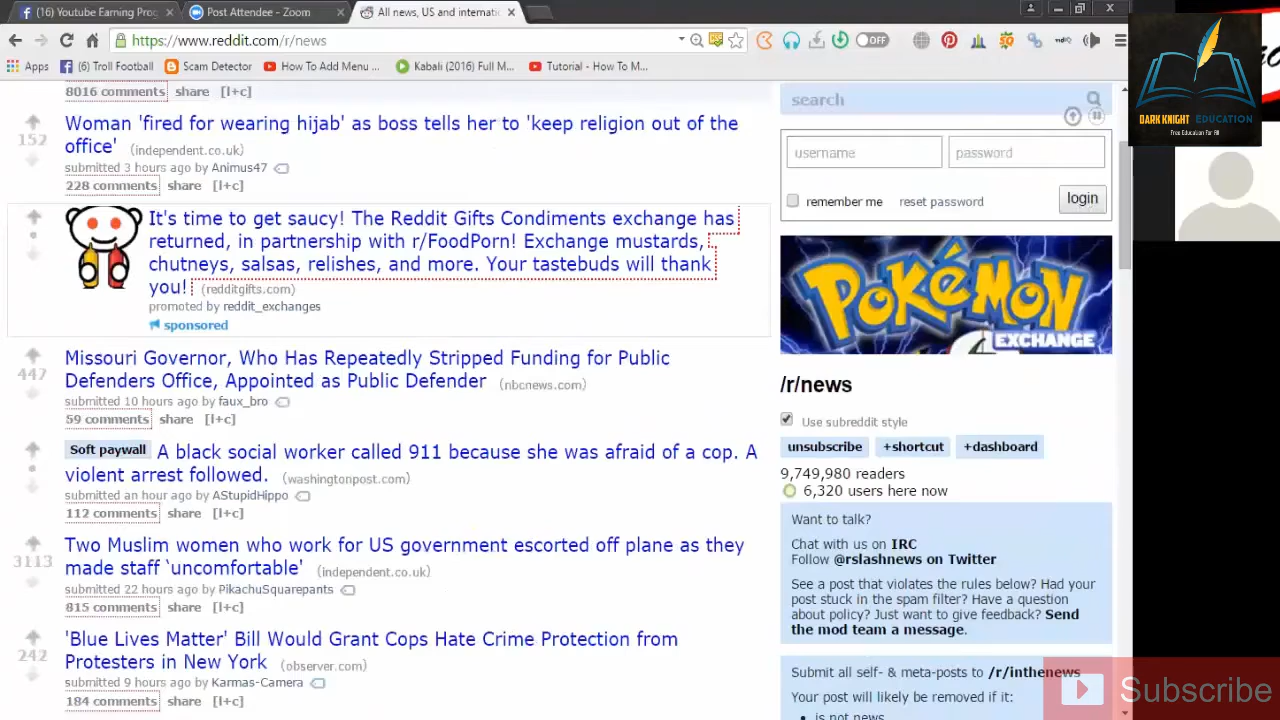 (16) Youtube Earning Pro
Post Attendee - Zoom
All news, US and internatic
https://www.reddit.com/r/news
OFF
Apps
(6) Troll Football
Scam Detector
How To Add Menu ...
Kabali (2016) Full M...
Tutorial - How To M...
DARK KNIGHT EDUCATION
Free Education For All
8016 comments share [l+c]
152
Woman 'fired for wearing hijab' as boss tells her to 'keep religion out of the
office' (independent.co.uk)
submitted 3 hours ago by Animus47
228 comments share [l+c]
It's time to get saucy! The Reddit Gifts Condiments exchange has
returned, in partnership with r/FoodPorn! Exchange mustards,
chutneys, salsas, relishes, and more. Your tastebuds will thank
you! (redditgifts.com)
promoted by reddit_exchanges
sponsored
447
Missouri Governor, Who Has Repeatedly Stripped Funding for Public
Defenders Office, Appointed as Public Defender (nbcnews.com)
submitted 10 hours ago by faux_bro
59 comments share [l+c]
Soft paywall A black social worker called 911 because she was afraid of a cop. A
violent arrest followed. (washingtonpost.com)
submitted an hour ago by AStupidHippo
112 comments share [l+c]
3113
Two Muslim women who work for US government escorted off plane as they
made staff ‘uncomfortable' (independent.co.uk)
submitted 22 hours ago by PikachuSquarepants
815 comments share [l+c]
242
'Blue Lives Matter' Bill Would Grant Cops Hate Crime Protection from
Protesters in New York (observer.com)
submitted 9 hours ago by Karmas-Camera
184 comments share [l+c]
search
username
password
remember me reset password
login
POKéMON
EXCHANGE
/r/news
Use subreddit style
unsubscribe +shortcut +dashboard
9,749,980 readers
6,320 users here now
Want to talk?
Chat with us on IRC
Follow @rslashnews on Twitter
See a post that violates the rules below? Had your
post stuck in the spam filter? Have a question
about policy? Just want to give feedback? Send
the mod team a message.
Submit all self- & meta-posts to /r/inthenews
Your post will likely be removed if it:
• is not news
Subscribe